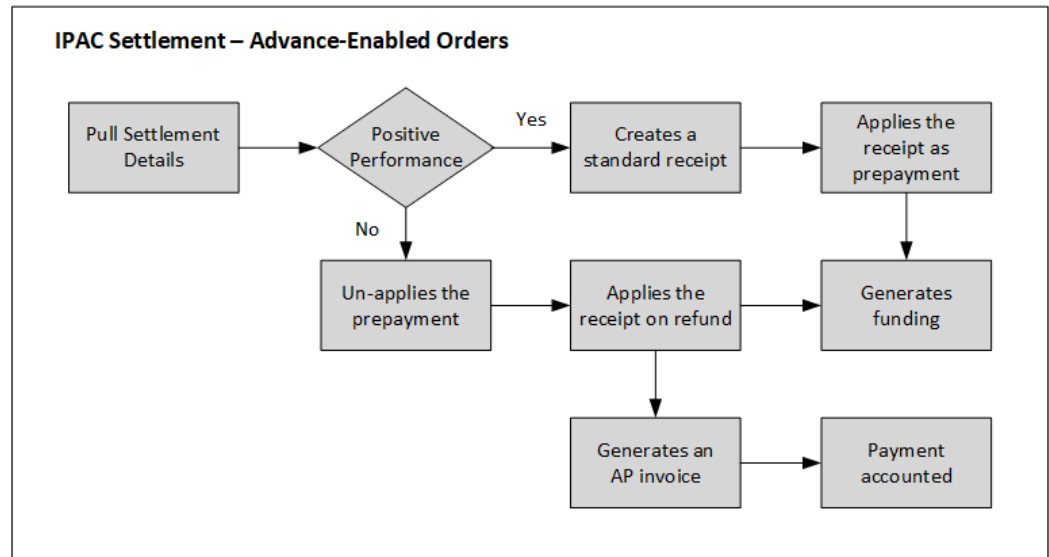 IPAC Settlement – Advance-Enabled Orders
Pull Settlement
Details
Positive
Performance
Yes
Creates a
standard receipt
Applies the
receipt as
prepayment
No
Un-applies the
prepayment
Applies the
receipt on refund
Generates
funding
Generates an
AP invoice
Payment
accounted